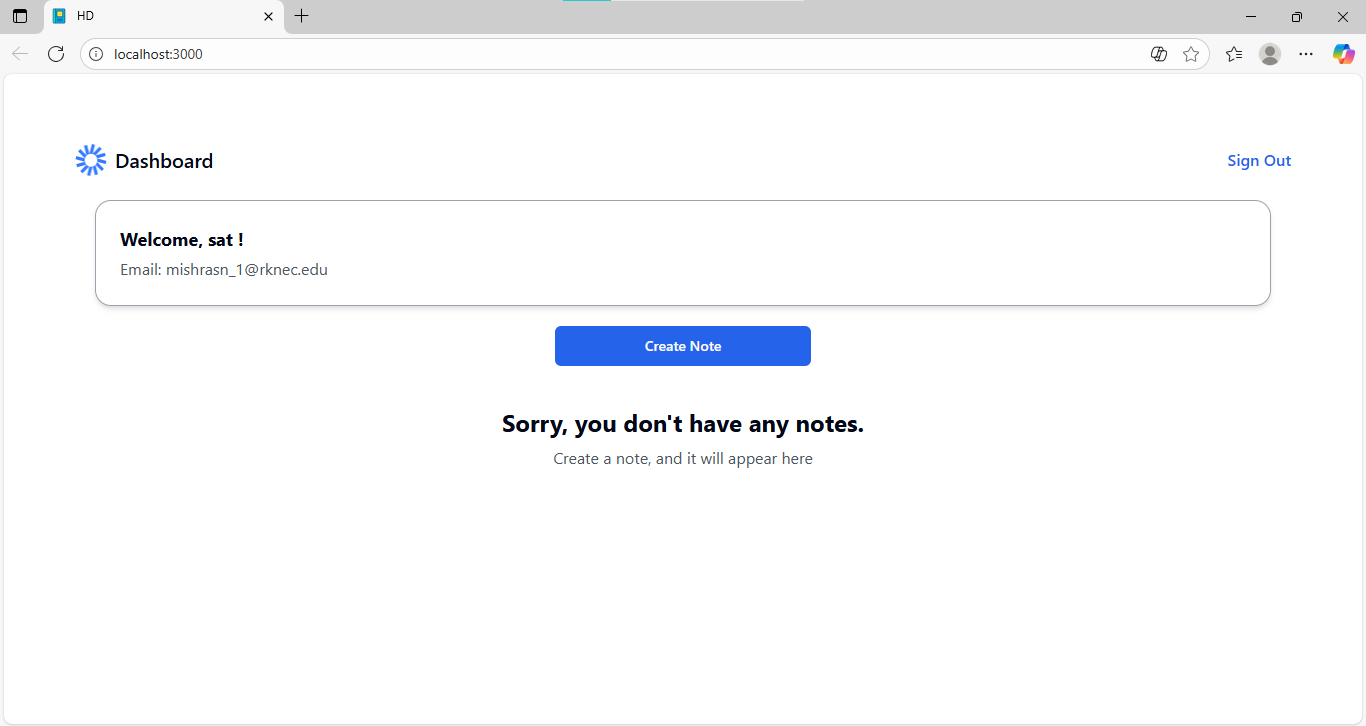 HD
localhost:3000
Dashboard
Sign Out
Welcome, sat !
Email: mishrasn_1@rknec.edu
Create Note
Sorry, you don't have any notes.
Create a note, and it will appear here